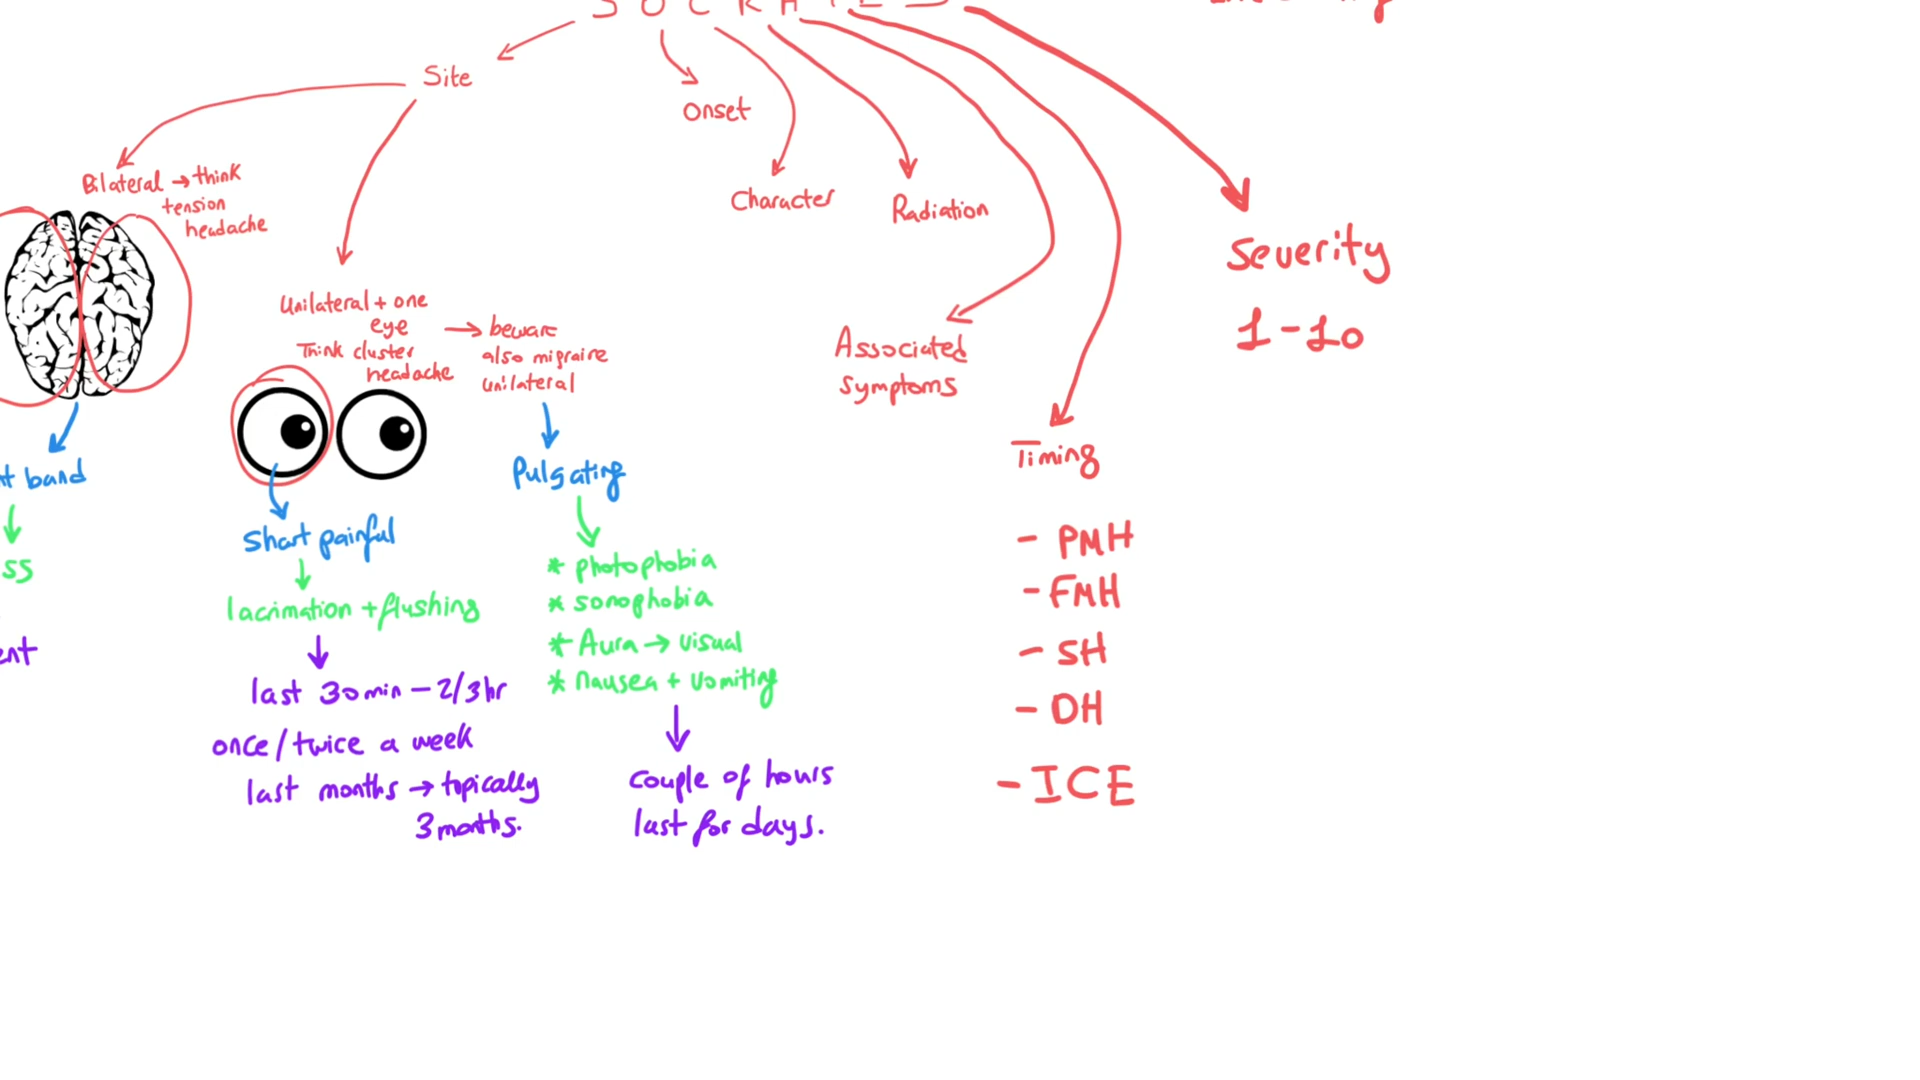 S O C R A T E S
Site
Onset
Character
Radiation
Severity
1-10
Bilateral → think
tension
headache
Unilateral + one
eye
Think cluster
headache
→ beware
also migraine
unilateral
Associated
symptoms
Timing
band
Short painful
Pulsating
lacrimation + flushing
* photophobia
* sonophobia
* Aura → visual
* nausea + vomiting
last 30min - 2/3hr
once/twice a week
last months → typically
3 months.
couple of hours
last for days.
- PMH
- FMH
- SH
- DH
- ICE